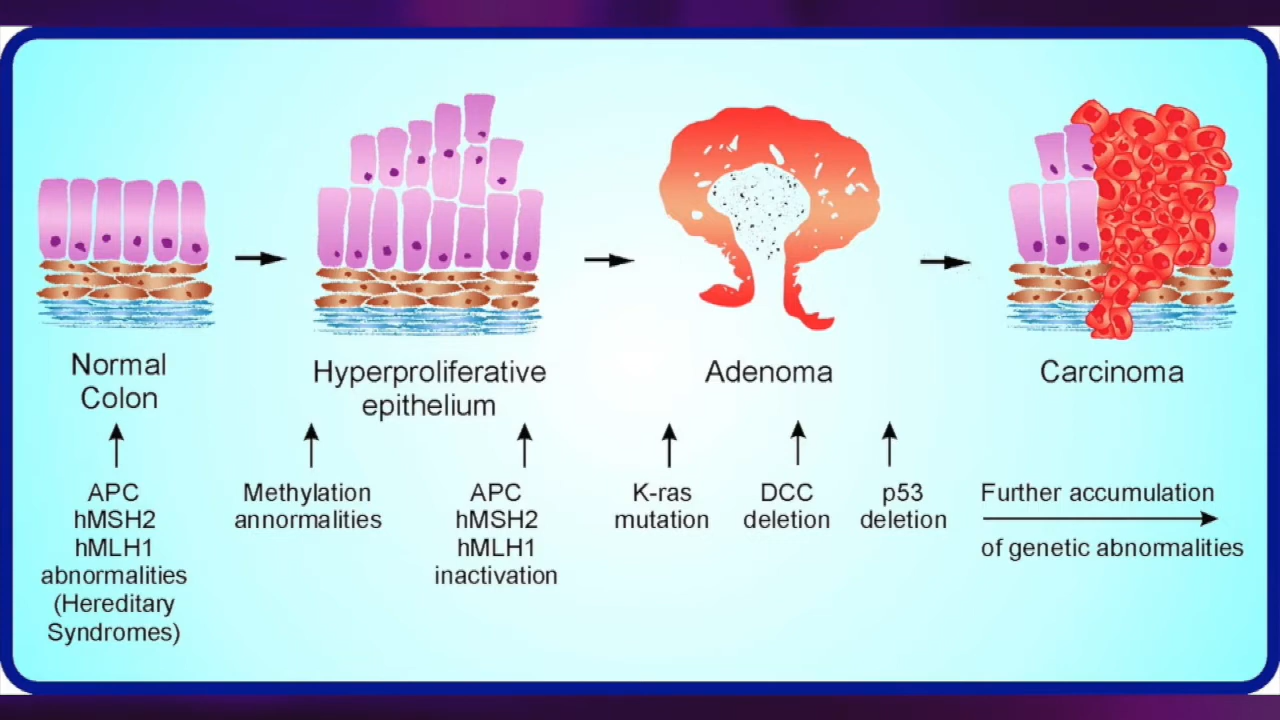 Normal
Colon
Hyperproliferative
epithelium
Adenoma
Carcinoma
APC
hMSH2
hMLH1
abnormalities
(Hereditary
Syndromes)
Methylation
annormalities
APC
hMSH2
hMLH1
inactivation
K-ras
mutation
DCC
deletion
p53
deletion
Further accumulation
of genetic abnormalities